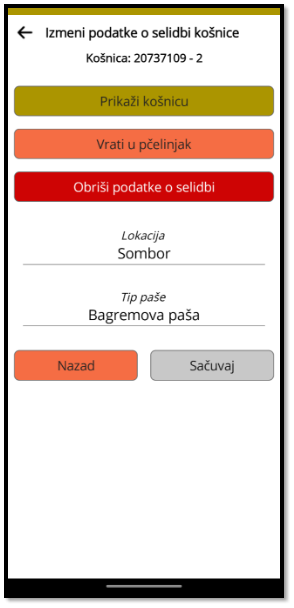 Izmeni podatke o selidbi košnice
Košnica: 20737109 - 2
Prikaži košnicu
Vrati u pčelinjak
Obriši podatke o selidbi
Lokacija
Sombor
Tip paše
Bagremova paša
Nazad
Sačuvaj